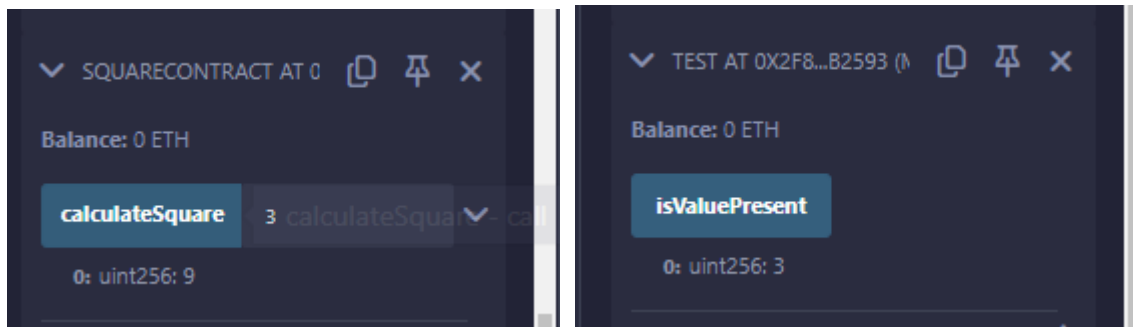 SQUARECONTRACT AT 0
Balance: 0 ETH
calculateSquare 3 calculateSquare - call
0: uint256: 9
TEST AT 0X2F8...B2593 (M
Balance: 0 ETH
isValuePresent
0: uint256: 3